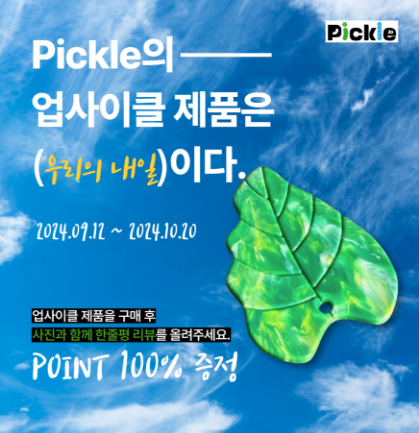 Pickle
Pickle의
업사이클 제품은
(우리의 내일)이다.
2024.09.12 ~ 2024.10.20
업사이클 제품을 구매 후
사진과 함께 한줄평 리뷰를 올려주세요.
POINT 100% 증정